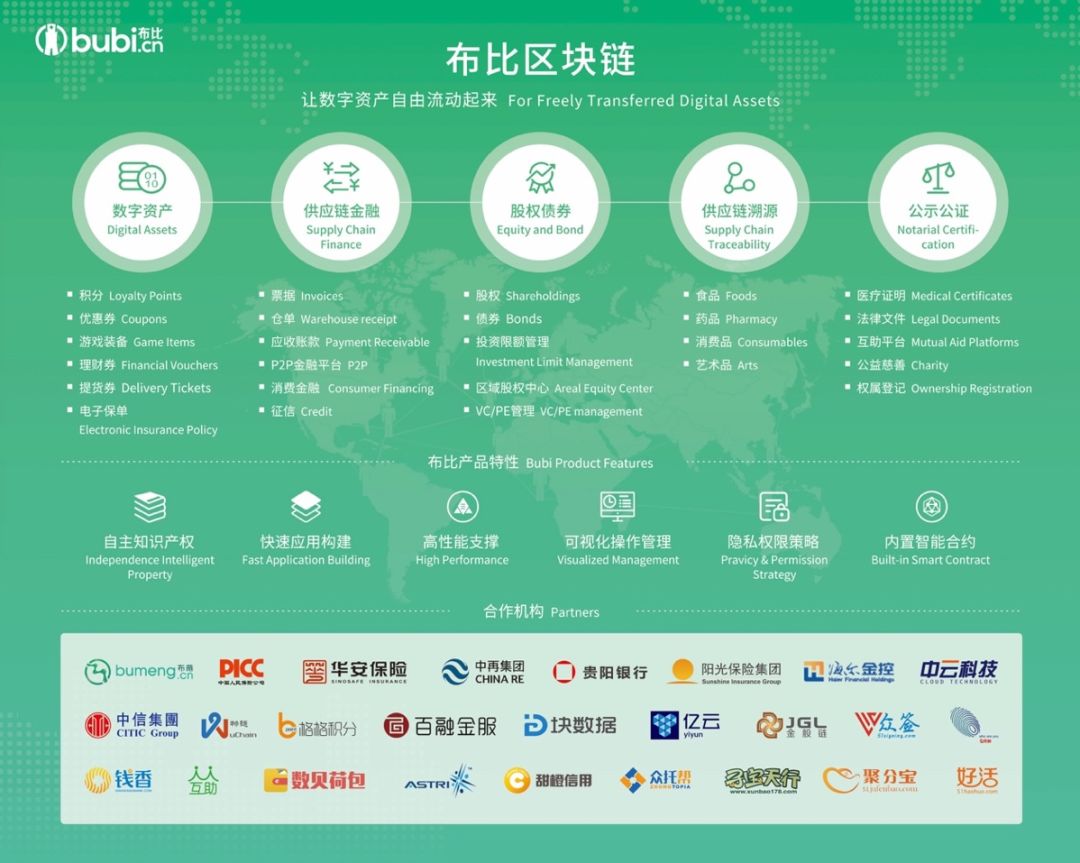 bubi布比.cn
布比区块链
让数字资产自由流动起来 For Freely Transferred Digital Assets
数字资产
Digital Assets
供应链金融
Supply Chain
Finance
股权债券
Equity and Bond
供应链溯源
Supply Chain
Traceability
公示公证
Notarial Certifi-
cation
积分 Loyalty Points
优惠券 Coupons
游戏装备 Game Items
理财券 Financial Vouchers
提货券 Delivery Tickets
电子保单
Electronic Insurance Policy
票据 Invoices
仓单 Warehouse receipt
应收账款 Payment Receivable
P2P金融平台 P2P
消费金融 Consumer Financing
征信 Credit
股权 Shareholdings
债券 Bonds
投资限额管理
Investment Limit Management
区域股权中心 Areal Equity Center
VC/PE管理 VC/PE management
食品 Foods
药品 Pharmacy
消费品 Consumables
艺术品 Arts
医疗证明 Medical Certificates
法律文件 Legal Documents
互助平台 Mutual Aid Platforms
公益慈善 Charity
权属登记 Ownership Registration
布比产品特性 Bubi Product Features
自主知识产权
Independence Intelligent
Property
快速应用构建
Fast Application Building
高性能支撑
High Performance
可视化操作管理
Visualized Management
隐私权限策略
Pravicy & Permission
Strategy
内置智能合约
Built-in Smart Contract
合作机构 Partners
bumeng布萌.cn
PICC
中国人民保险公司
华安保险
SINOSAFE INSURANCE
中再集团
CHINA RE
贵阳银行
阳光保险集团
Sunshine Insurance Group
海尔金控
Haier Financial Holdings
中云科技
CLOUD TECHNOLOGY
中信集團
CITIC Group
uChain
格格积分
百融金服
块数据
亿云
yiyun
JGL
金股链
众签
51signing.com
钱香
互助
数贝荷包
ASTRI
甜橙信用
众托帮
ZHONGTOPIA
寻宝天行
www.xunbao178.com
聚分宝
51jufenbao.com
好活
51haohuo.com